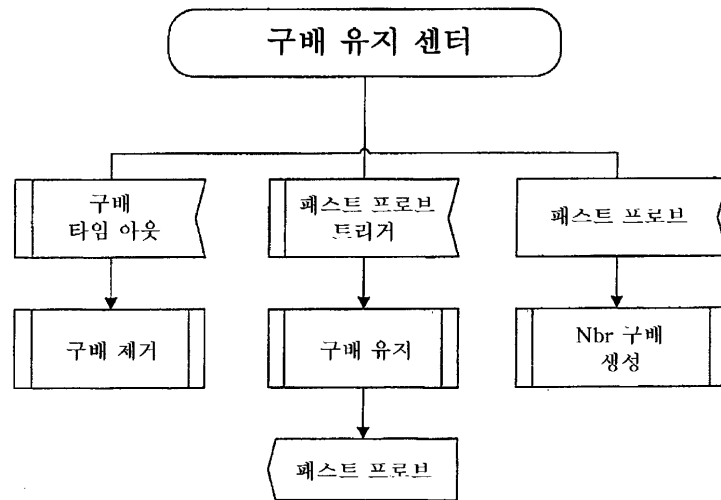 구배 유지 센터
구배
타임 아웃
패스트 프로브
트리거
패스트 프로브
구배 제거
구배 유지
Nbr 구배
생성
패스트 프로브